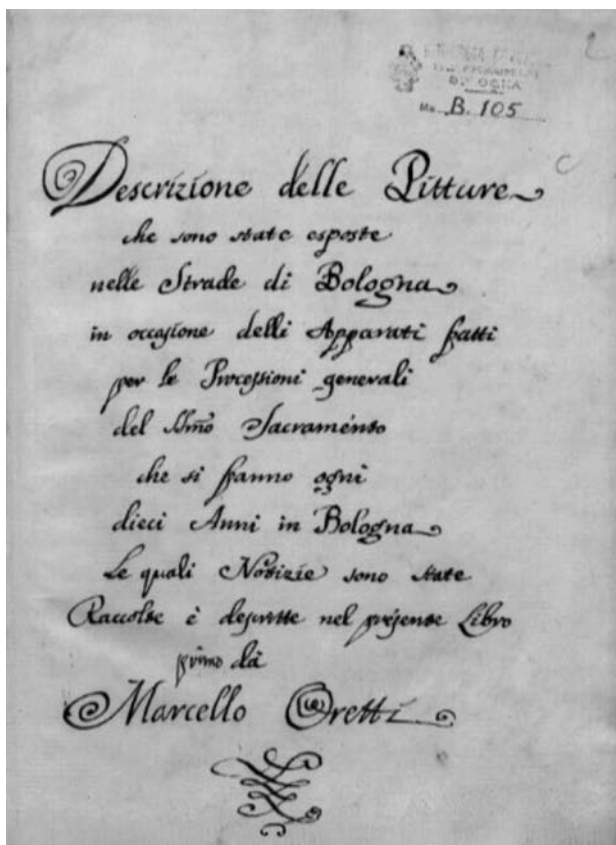 Ms. B. 105
Descrizione delle Pitture
che sono state esposte
nelle Strade di Bologna
in occasione delli Apparati fatti
per le Processioni generali
del SSmo Sacramento
che si fanno ogni
dieci Anni in Bologna
Le quali Notizie sono state
Raccolte è descritte nel presente Libro
primo dà
Marcello Oretti